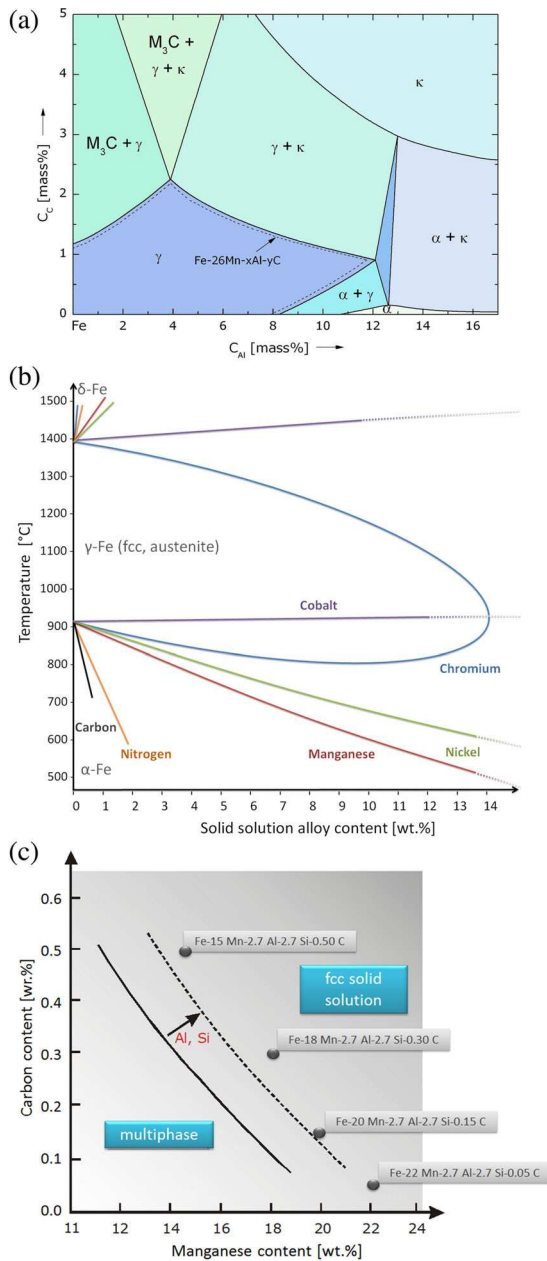 (a)
5
4
3
2
1
0
C_C [mass%]
M₃C +
γ + κ
κ
M₃C + γ
γ + κ
α + κ
γ
Fe-26Mn-xAl-yC
α + γ
α
Fe 2 4 6 8 10 12 14 16
C_Al [mass%]
(b)
1500
1400
1300
1200
1100
1000
900
800
700
600
500
Temperature [°C]
δ-Fe
γ-Fe (fcc, austenite)
Cobalt
Chromium
Carbon
Nitrogen
Manganese
Nickel
α-Fe
0 1 2 3 4 5 6 7 8 9 10 11 12 13 14
Solid solution alloy content [wt.%]
(c)
0.6
0.5
0.4
0.3
0.2
0.1
0.0
Carbon content [wr.%]
Fe-15 Mn-2.7 Al-2.7 Si-0.50 C
fcc solid
solution
Al, Si
Fe-18 Mn-2.7 Al-2.7 Si-0.30 C
multiphase
Fe-20 Mn-2.7 Al-2.7 Si-0.15 C
Fe-22 Mn-2.7 Al-2.7 Si-0.05 C
11 12 14 16 18 20 22 24
Manganese content [wt.%]